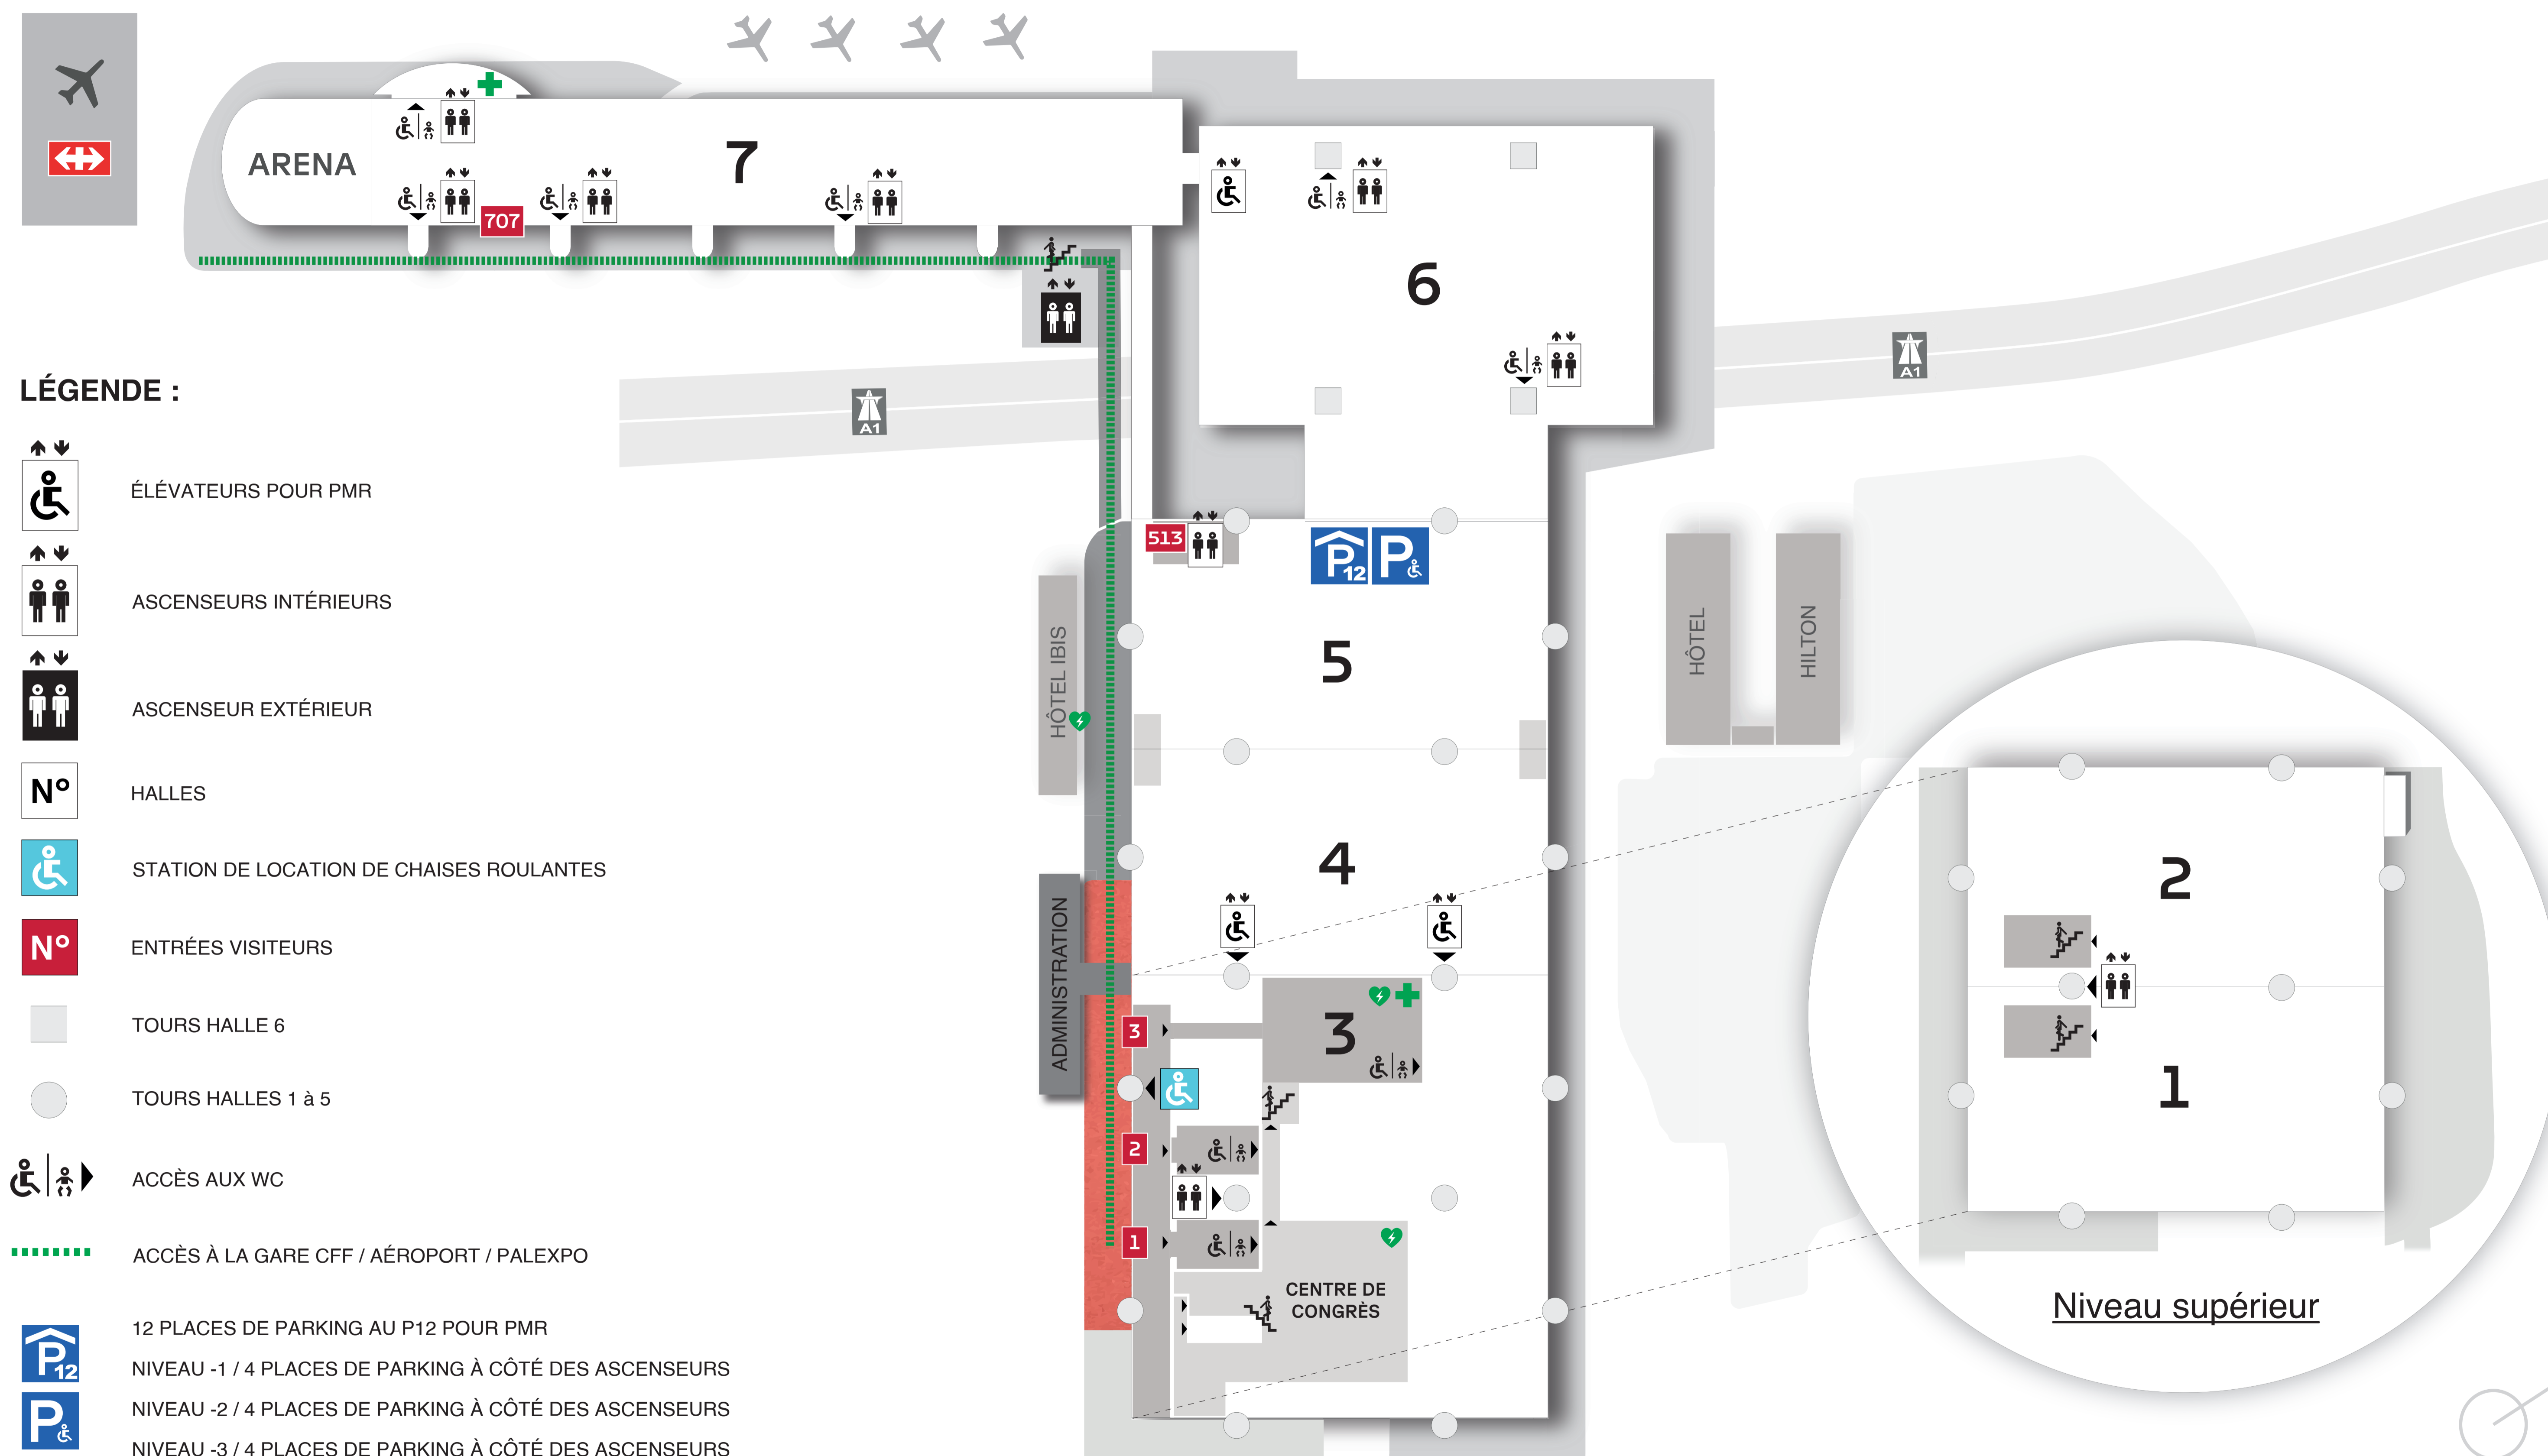 ARENA
7
707
6
A1
A1
LÉGENDE :
ÉLÉVATEURS POUR PMR
ASCENSEURS INTÉRIEURS
ASCENSEUR EXTÉRIEUR
N° HALLES
STATION DE LOCATION DE CHAISES ROULANTES
N° ENTRÉES VISITEURS
TOURS HALLE 6
TOURS HALLES 1 à 5
ACCÈS AUX WC
ACCÈS À LA GARE CFF / AÉROPORT / PALEXPO
P12
12 PLACES DE PARKING AU P12 POUR PMR
NIVEAU -1 / 4 PLACES DE PARKING À CÔTÉ DES ASCENSEURS
P
NIVEAU -2 / 4 PLACES DE PARKING À CÔTÉ DES ASCENSEURS
NIVEAU -3 / 4 PLACES DE PARKING À CÔTÉ DES ASCENSEURS
513
P12
P
5
HÔTEL IBIS
HÔTEL
HILTON
4
ADMINISTRATION
3
3
2
1
CENTRE DE
CONGRÈS
2
1
Niveau supérieur